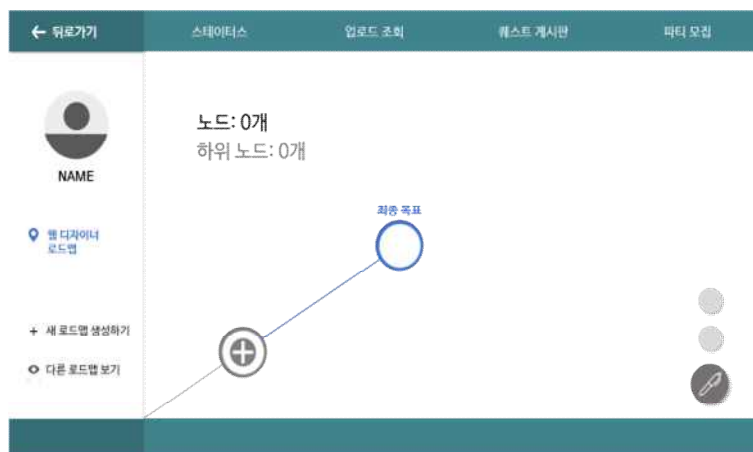 ← 뒤로가기
스테이터스
업로드 조회
퀘스트 게시판
파티 모집
노드: 0개
하위 노드: 0개
NAME
최종 목표
웹 디자이너
로드맵
+ 새 로드맵 생성하기
다른 로드맵 보기